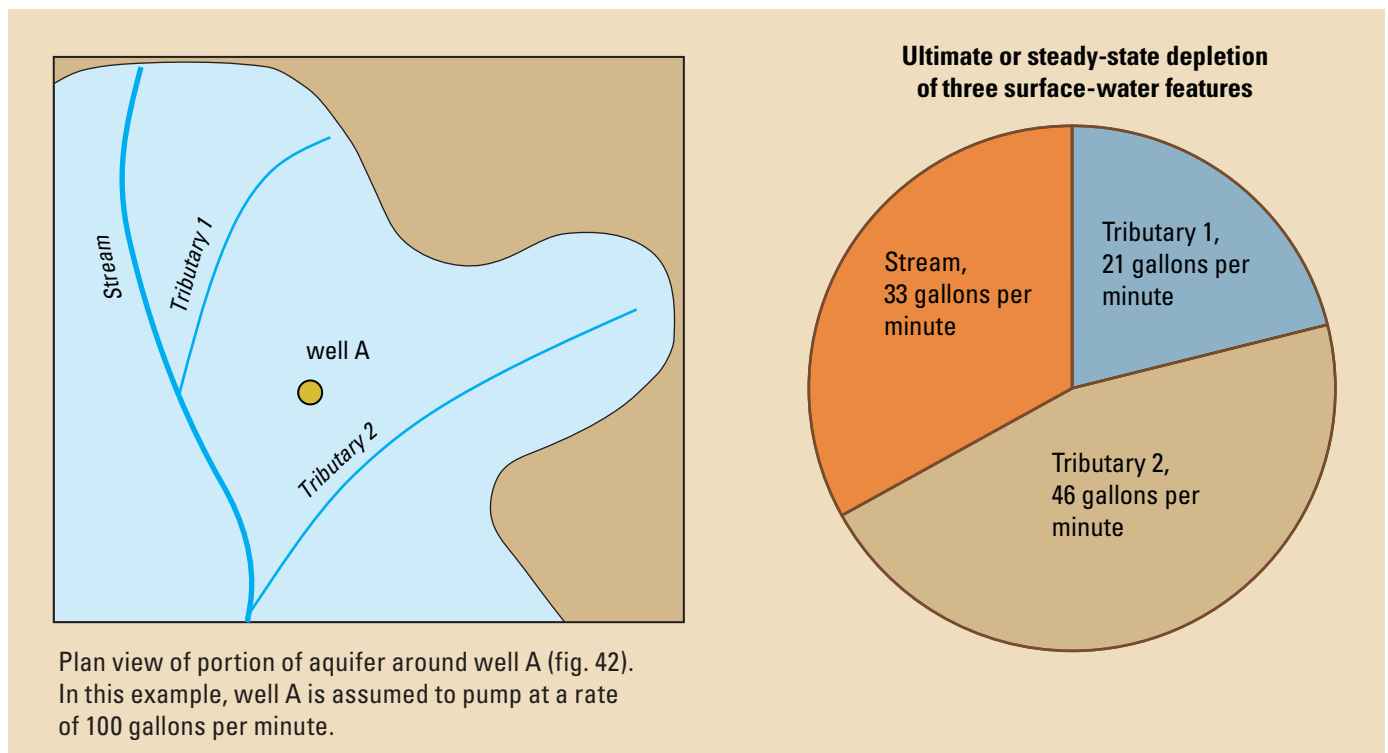 Stream
Tributary 1
well A
Tributary 2
Plan view of portion of aquifer around well A (fig. 42).
In this example, well A is assumed to pump at a rate
of 100 gallons per minute.
Ultimate or steady-state depletion
of three surface-water features
Stream,
33 gallons per
minute
Tributary 1,
21 gallons per
minute
Tributary 2,
46 gallons per
minute